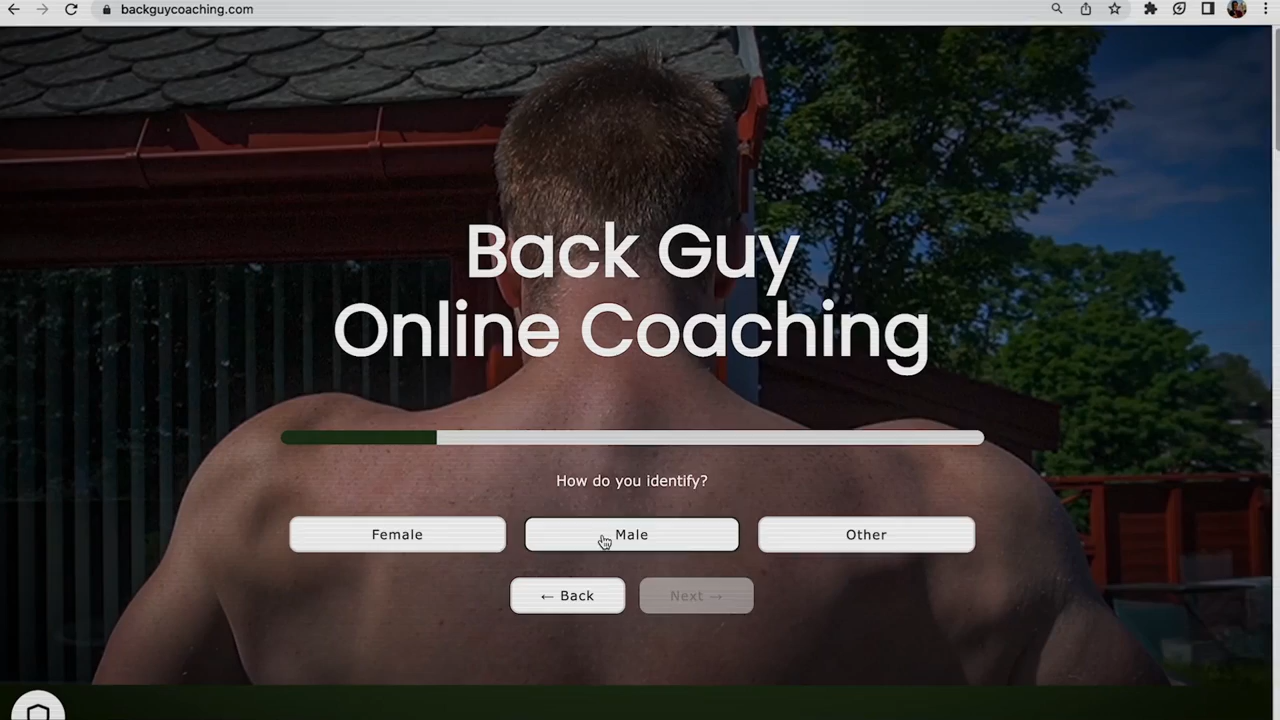 backguycoaching.com
Back Guy
Online Coaching
How do you identify?
Female
Male
Other
← Back
Next →